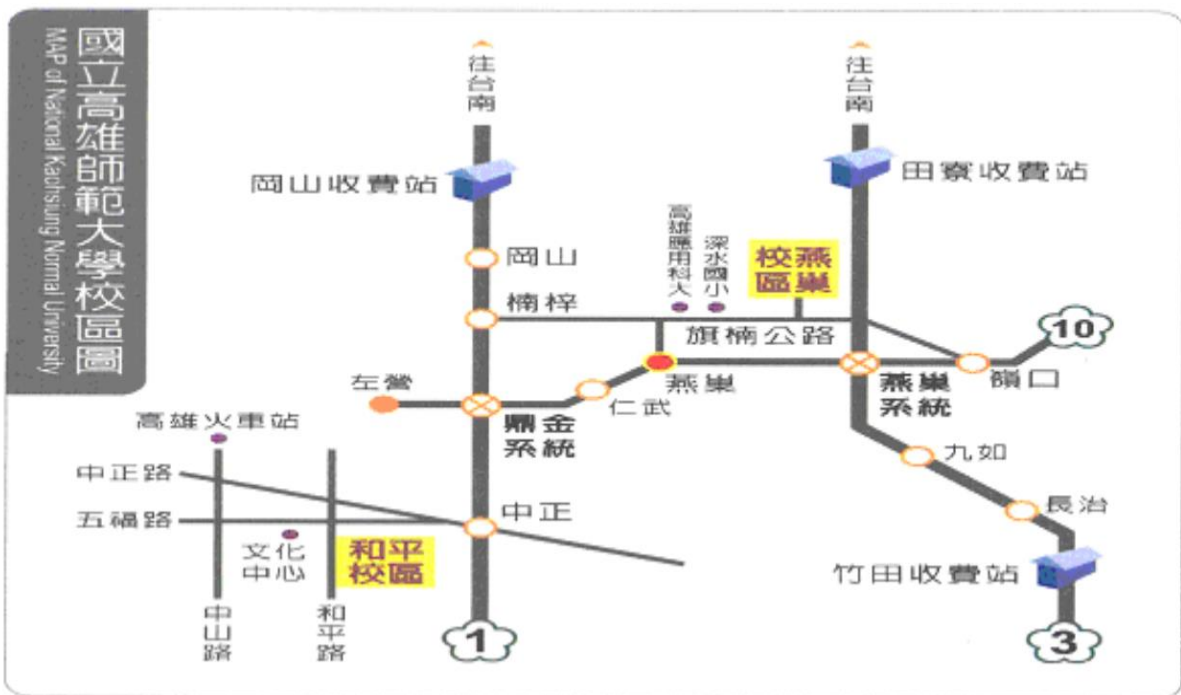 國立高雄師範大學校區圖
MAP of National Kaohsiung Normal University
往台南
往台南
岡山收費站
田寮收費站
岡山
高雄應用科大
深水國小
燕巢
校區
楠梓
旗楠公路
10
左營
仁武
燕巢
燕巢
系統
嶺口
鼎金
系統
高雄火車站
中正路
九如
五福路
中正
長治
文化
中心
和平
校區
竹田收費站
中山路
和平路
1
3